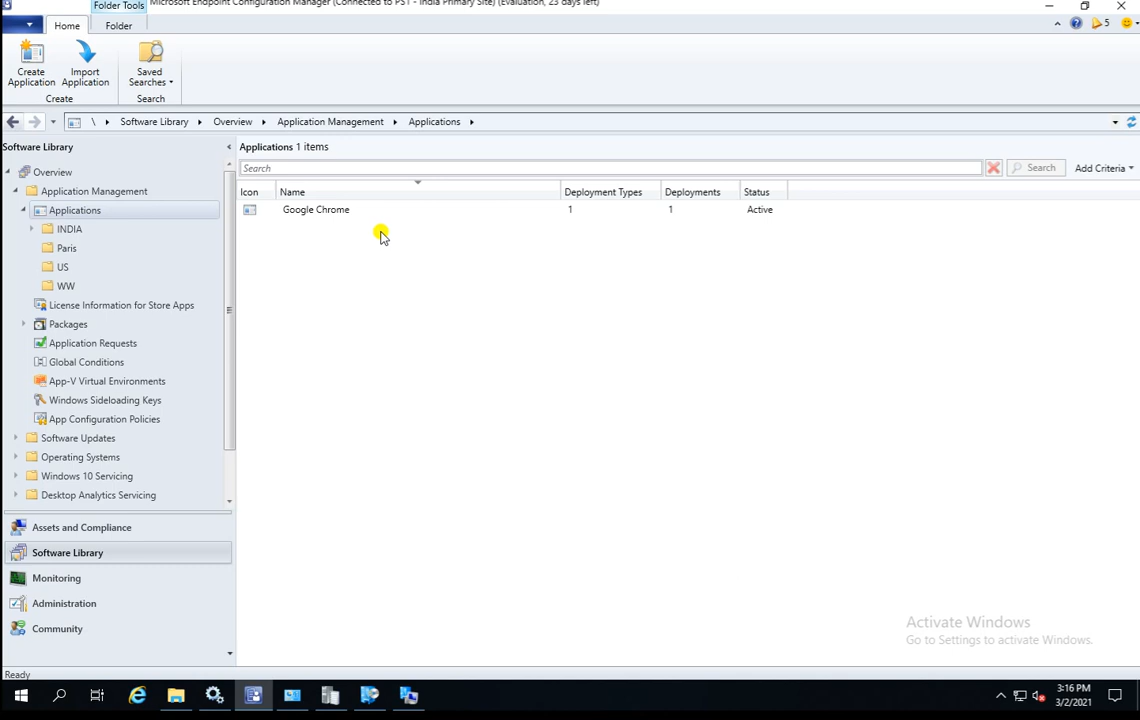 Folder Tools Microsoft Endpoint Configuration Manager (Connected to PS1 - India Primary Site) (Evaluation, 23 days left)
Home Folder 5
Create Application Import Application Saved Searches
Create Search
\ Software Library Overview Application Management Applications
Software Library
Applications 1 items
Search Search Add Criteria
Icon Name Deployment Types Deployments Status
Google Chrome 1 1 Active
Overview
Application Management
Applications
INDIA
Paris
US
WW
License Information for Store Apps
Packages
Application Requests
Global Conditions
App-V Virtual Environments
Windows Sideloading Keys
App Configuration Policies
Software Updates
Operating Systems
Windows 10 Servicing
Desktop Analytics Servicing
Assets and Compliance
Software Library
Monitoring
Administration
Community
Activate Windows
Go to Settings to activate Windows.
Ready
3:16 PM
3/2/2021